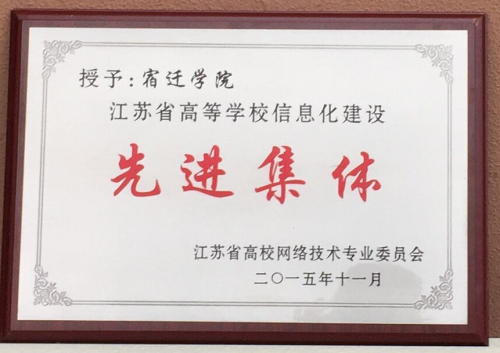 授予:宿迁学院
江苏省高等学校信息化建设
先进集体
江苏省高校网络技术专业委员会
二〇一五年十一月